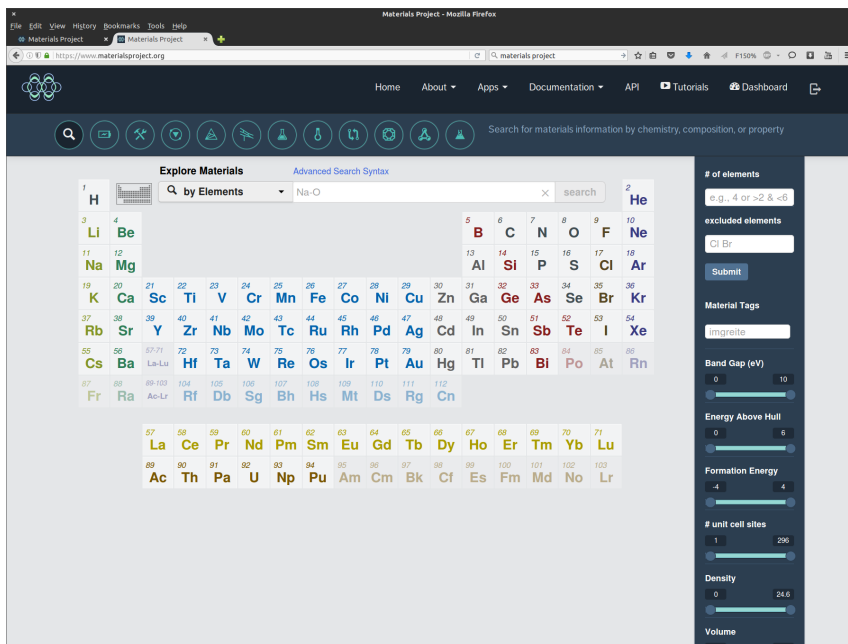 Materials Project - Mozilla Firefox
File Edit View History Bookmarks Tools Help
Materials Project × Materials Project ×
https://www.materialsproject.org materials project F150%
Home About Apps Documentation API Tutorials Dashboard
Search for materials information by chemistry, composition, or property
Explore Materials Advanced Search Syntax
by Elements Na-O × search
# of elements
e.g., 4 or >2 & <6
excluded elements
Cl Br
Submit
Material Tags
imgreite
Band Gap (eV)
0 10
Energy Above Hull
0 6
Formation Energy
-4 4
# unit cell sites
1 296
Density
0 24.6
Volume
1 2
H He
3 4 5 6 7 8 9 10
Li Be B C N O F Ne
11 12 13 14 15 16 17 18
Na Mg Al Si P S Cl Ar
19 20 21 22 23 24 25 26 27 28 29 30 31 32 33 34 35 36
K Ca Sc Ti V Cr Mn Fe Co Ni Cu Zn Ga Ge As Se Br Kr
37 38 39 40 41 42 43 44 45 46 47 48 49 50 51 52 53 54
Rb Sr Y Zr Nb Mo Tc Ru Rh Pd Ag Cd In Sn Sb Te I Xe
55 56 57-71 72 73 74 75 76 77 78 79 80 81 82 83 84 85 86
Cs Ba La-Lu Hf Ta W Re Os Ir Pt Au Hg Tl Pb Bi Po At Rn
87 88 89-103 104 105 106 107 108 109 110 111 112
Fr Ra Ac-Lr Rf Db Sg Bh Hs Mt Ds Rg Cn
57 58 59 60 61 62 63 64 65 66 67 68 69 70 71
La Ce Pr Nd Pm Sm Eu Gd Tb Dy Ho Er Tm Yb Lu
89 90 91 92 93 94 95 96 97 98 99 100 101 102 103
Ac Th Pa U Np Pu Am Cm Bk Cf Es Fm Md No Lr